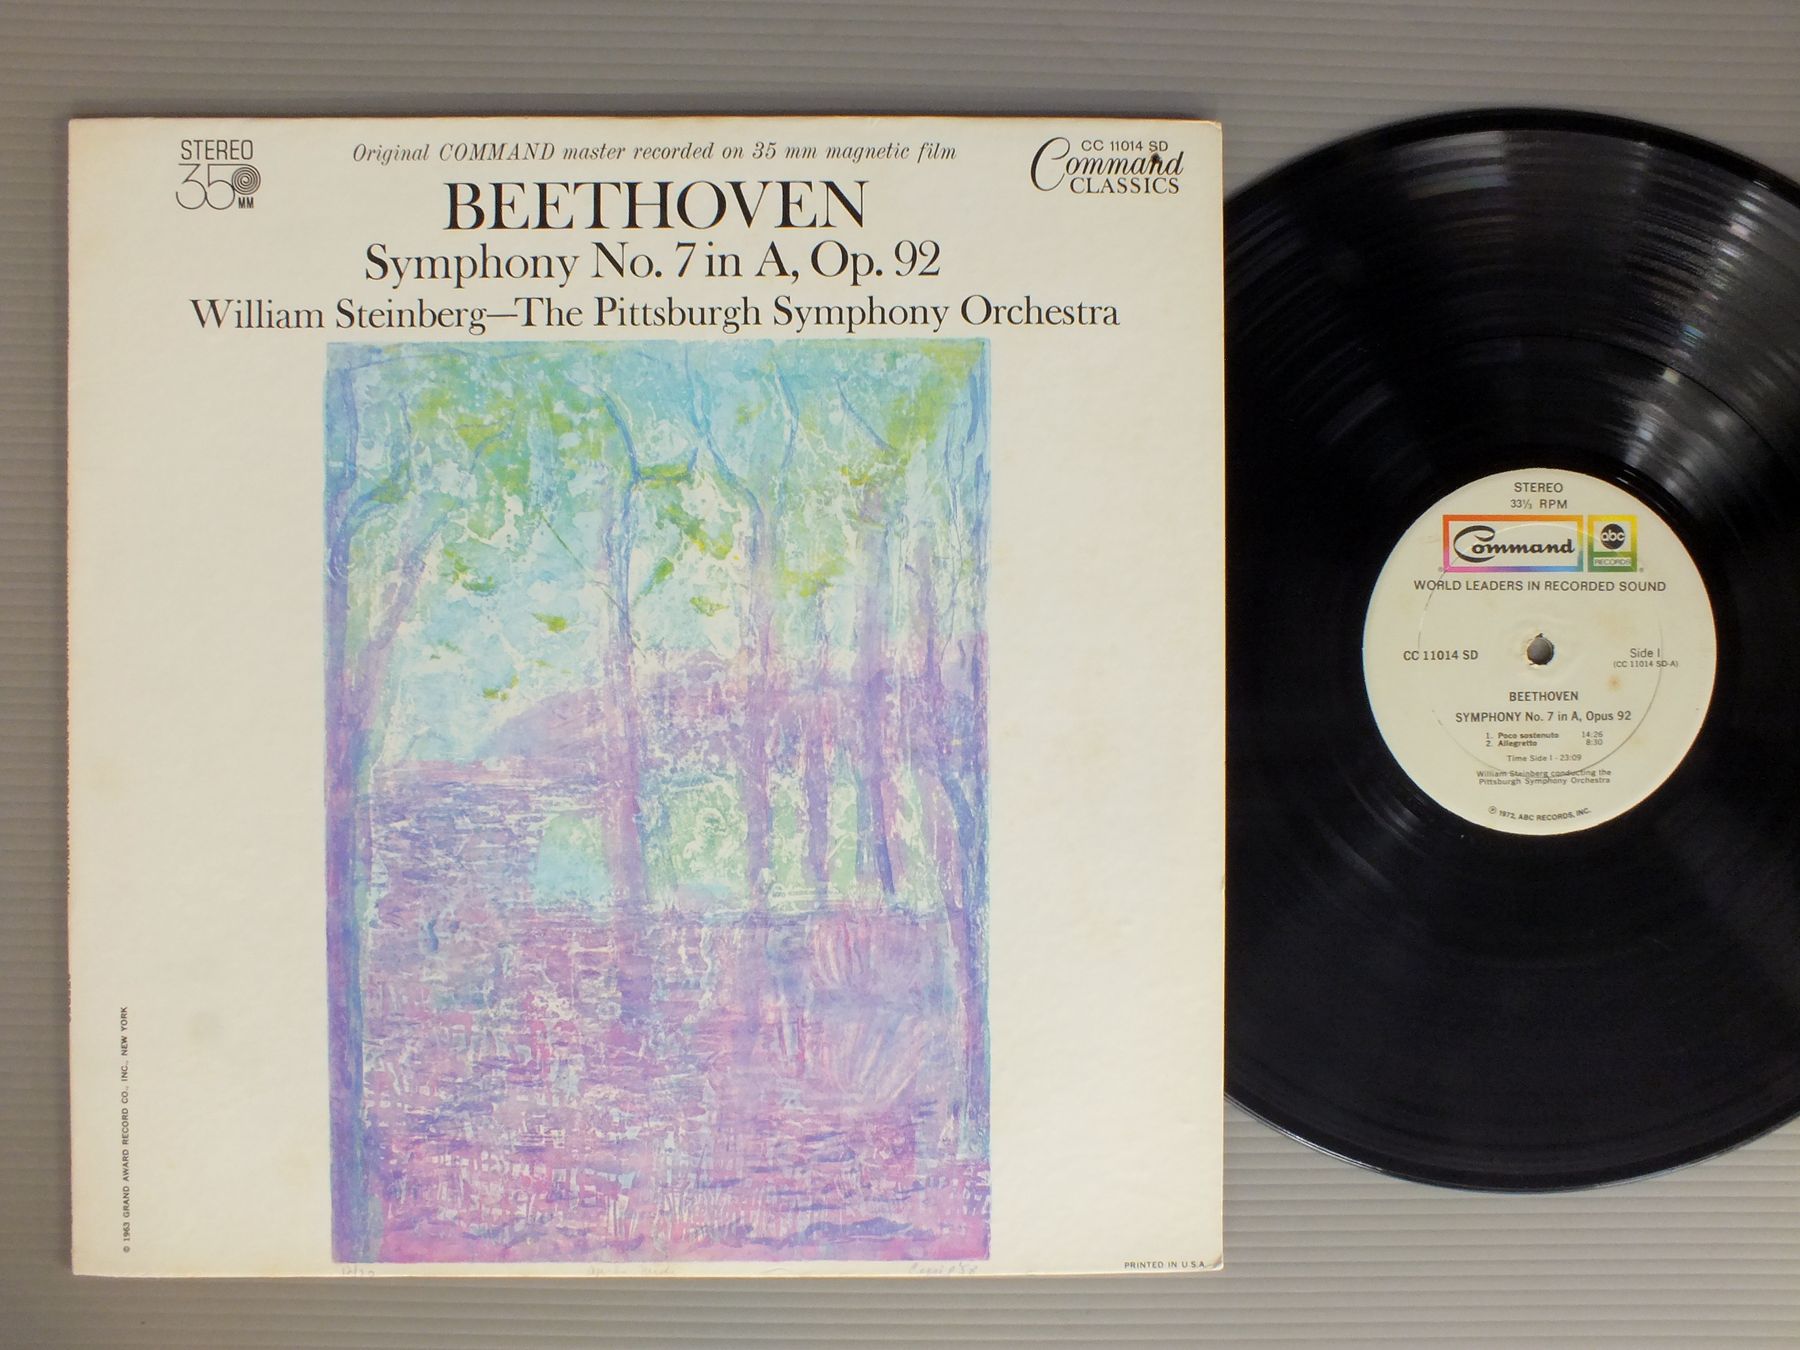 STEREO
35
MM
Original COMMAND master recorded on 35 mm magnetic film
CC 11014 SD
Command
CLASSICS
BEETHOVEN
Symphony No. 7 in A, Op. 92
William Steinberg—The Pittsburgh Symphony Orchestra
© 1963 GRAND AWARD RECORD CO., INC., NEW YORK
PRINTED IN U.S.A.
STEREO
33⅓ RPM
Command
abc
RECORDS
WORLD LEADERS IN RECORDED SOUND
CC 11014 SD
Side I
(CC 11014 SD-A)
BEETHOVEN
SYMPHONY No. 7 in A, Opus 92
1. Poco sostenuto 14:26
2. Allegretto 8:30
Time Side I - 23:09
William Steinberg conducting the
Pittsburgh Symphony Orchestra
℗ 1972, ABC RECORDS, INC.